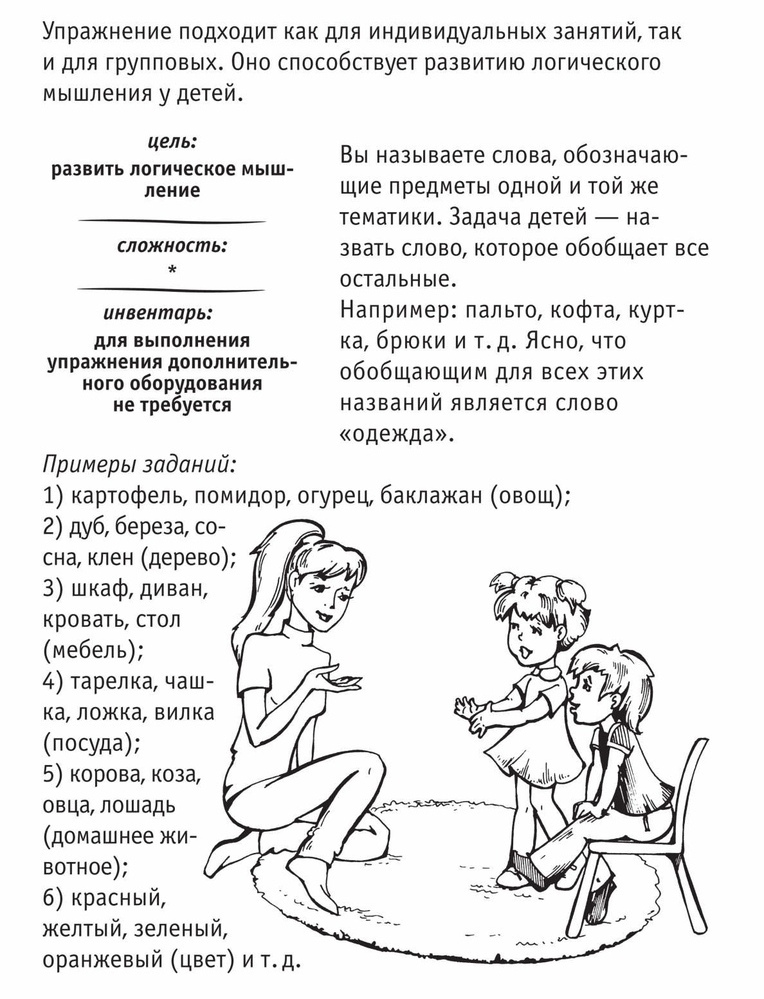 Упражнение подходит как для индивидуальных занятий, так
и для групповых. Оно способствует развитию логического
мышления у детей.
цель:
развить логическое мыш-
ление
сложность:
*
инвентарь:
для выполнения
упражнения дополнитель-
ного оборудования
не требуется
Вы называете слова, обозначаю-
щие предметы одной и той же
тематики. Задача детей — на-
звать слово, которое обобщает все
остальные.
Например: пальто, кофта, курт-
ка, брюки и т. д. Ясно, что
обобщающим для всех этих
названий является слово
«одежда».
Примеры заданий:
1) картофель, помидор, огурец, баклажан (овощ);
2) дуб, береза, со-
сна, клен (дерево);
3) шкаф, диван,
кровать, стол
(мебель);
4) тарелка, чаш-
ка, ложка, вилка
(посуда);
5) корова, коза,
овца, лошадь
(домашнее жи-
вотное);
6) красный,
желтый, зеленый,
оранжевый (цвет) и т. д.